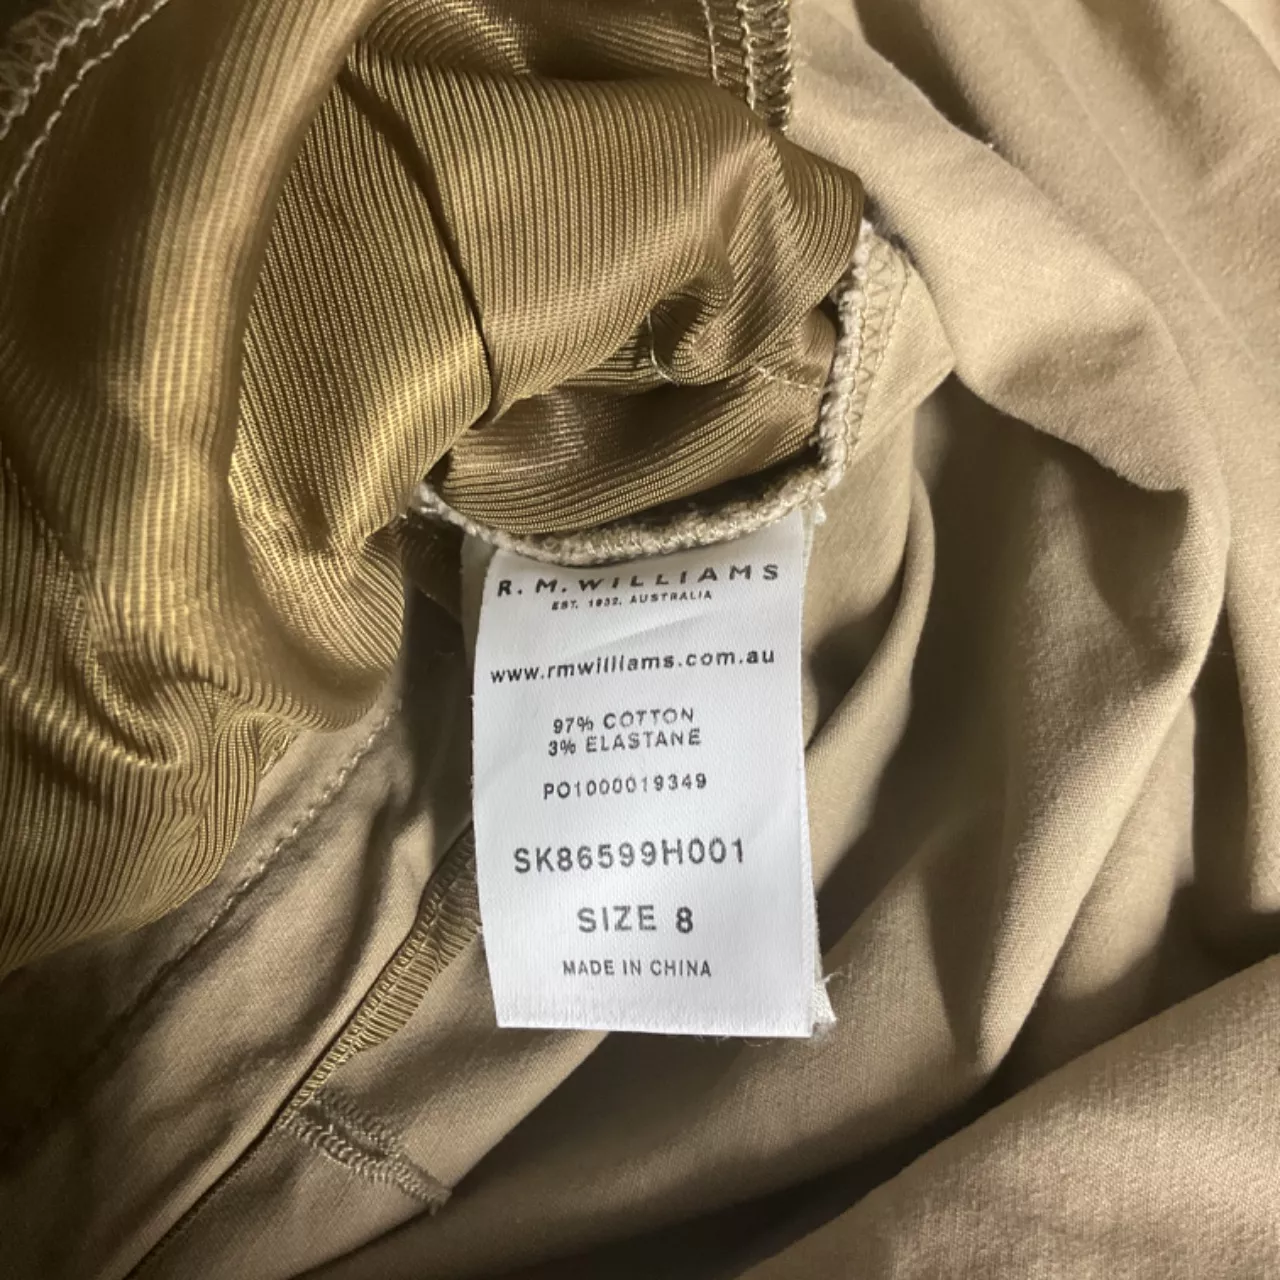 R. M. WILLIAMS
EST. 1932. AUSTRALIA
www.rmwilliams.com.au
97% COTTON
3% ELASTANE
PO1000019349
SK86599H001
SIZE 8
MADE IN CHINA